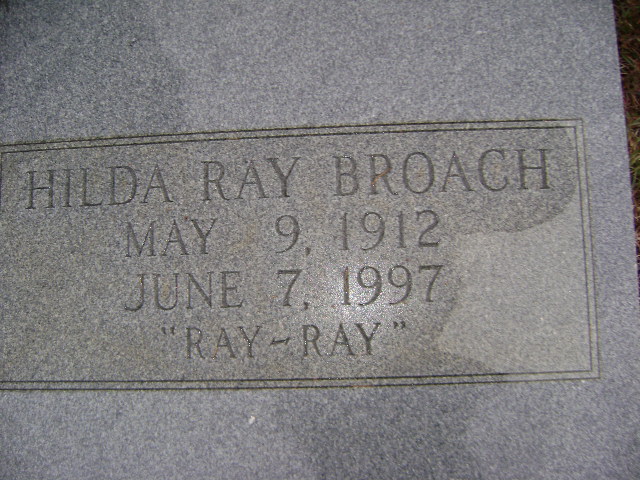 HILDA RAY BROACH
MAY 9, 1912
JUNE 7, 1997
"RAY~RAY"